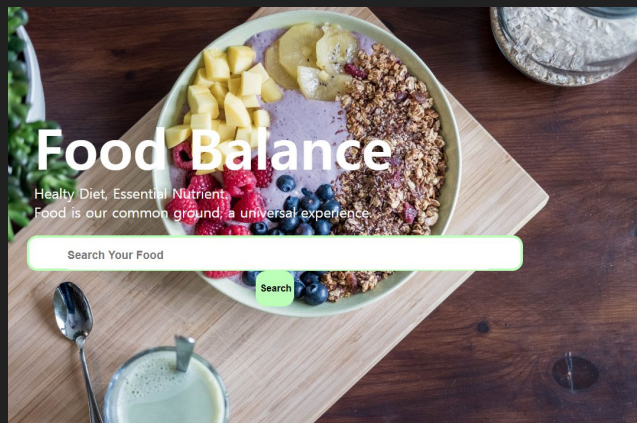 Food Balance
Healty Diet, Essential Nutrient.
Food is our common ground, a universal experience.
Search Your Food
Search